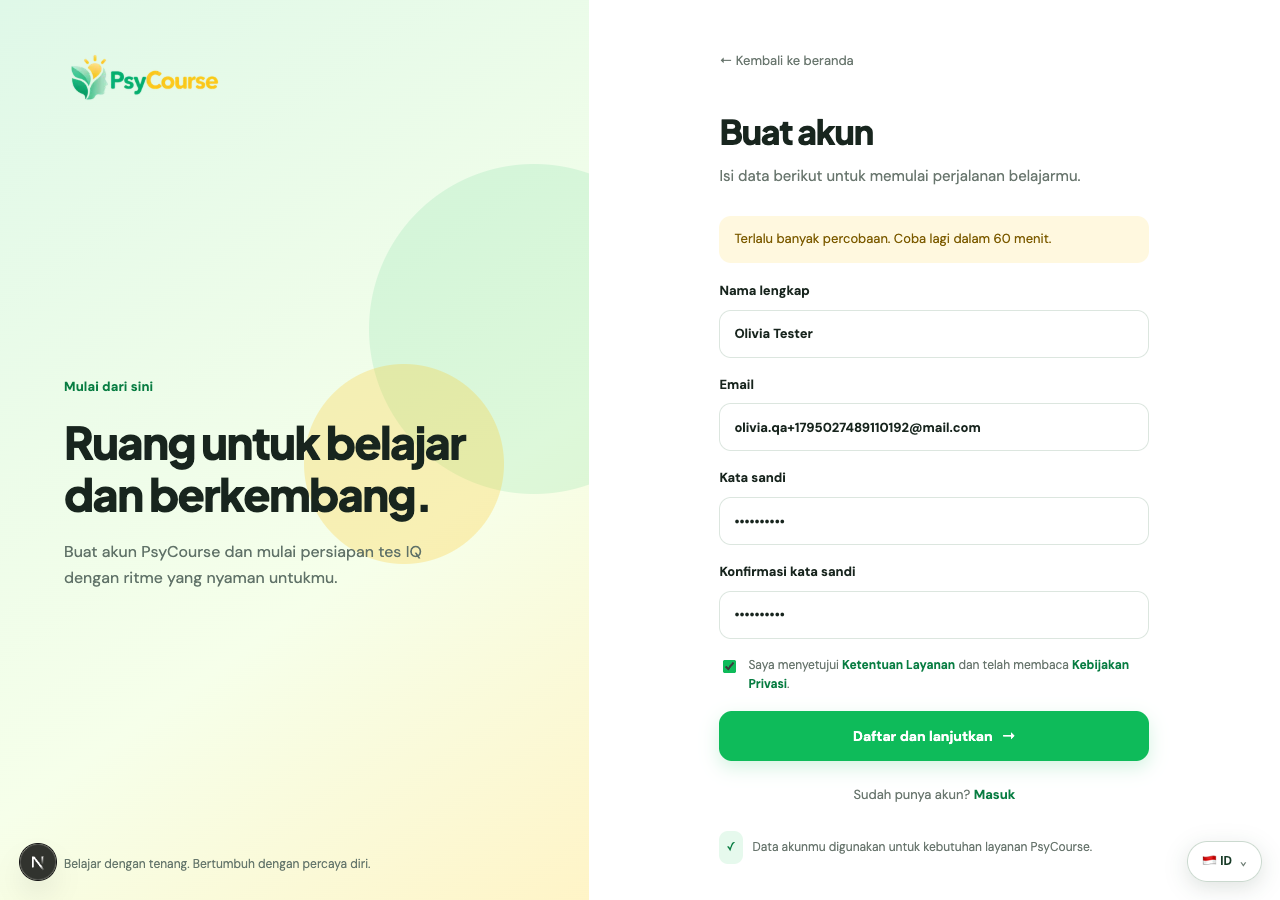 PsyCourse
Mulai dari sini
Ruang untuk belajar
dan berkembang.
Buat akun PsyCourse dan mulai persiapan tes IQ
dengan ritme yang nyaman untukmu.
N
Belajar dengan tenang. Bertumbuh dengan percaya diri.
← Kembali ke beranda
Buat akun
Isi data berikut untuk memulai perjalanan belajarmu.
Terlalu banyak percobaan. Coba lagi dalam 60 menit.
Nama lengkap
Olivia Tester
Email
olivia.qa+1795027489110192@mail.com
Kata sandi
••••••••••
Konfirmasi kata sandi
••••••••••
Saya menyetujui Ketentuan Layanan dan telah membaca Kebijakan
Privasi.
Daftar dan lanjutkan →
Sudah punya akun? Masuk
✓ Data akunmu digunakan untuk kebutuhan layanan PsyCourse.
ID